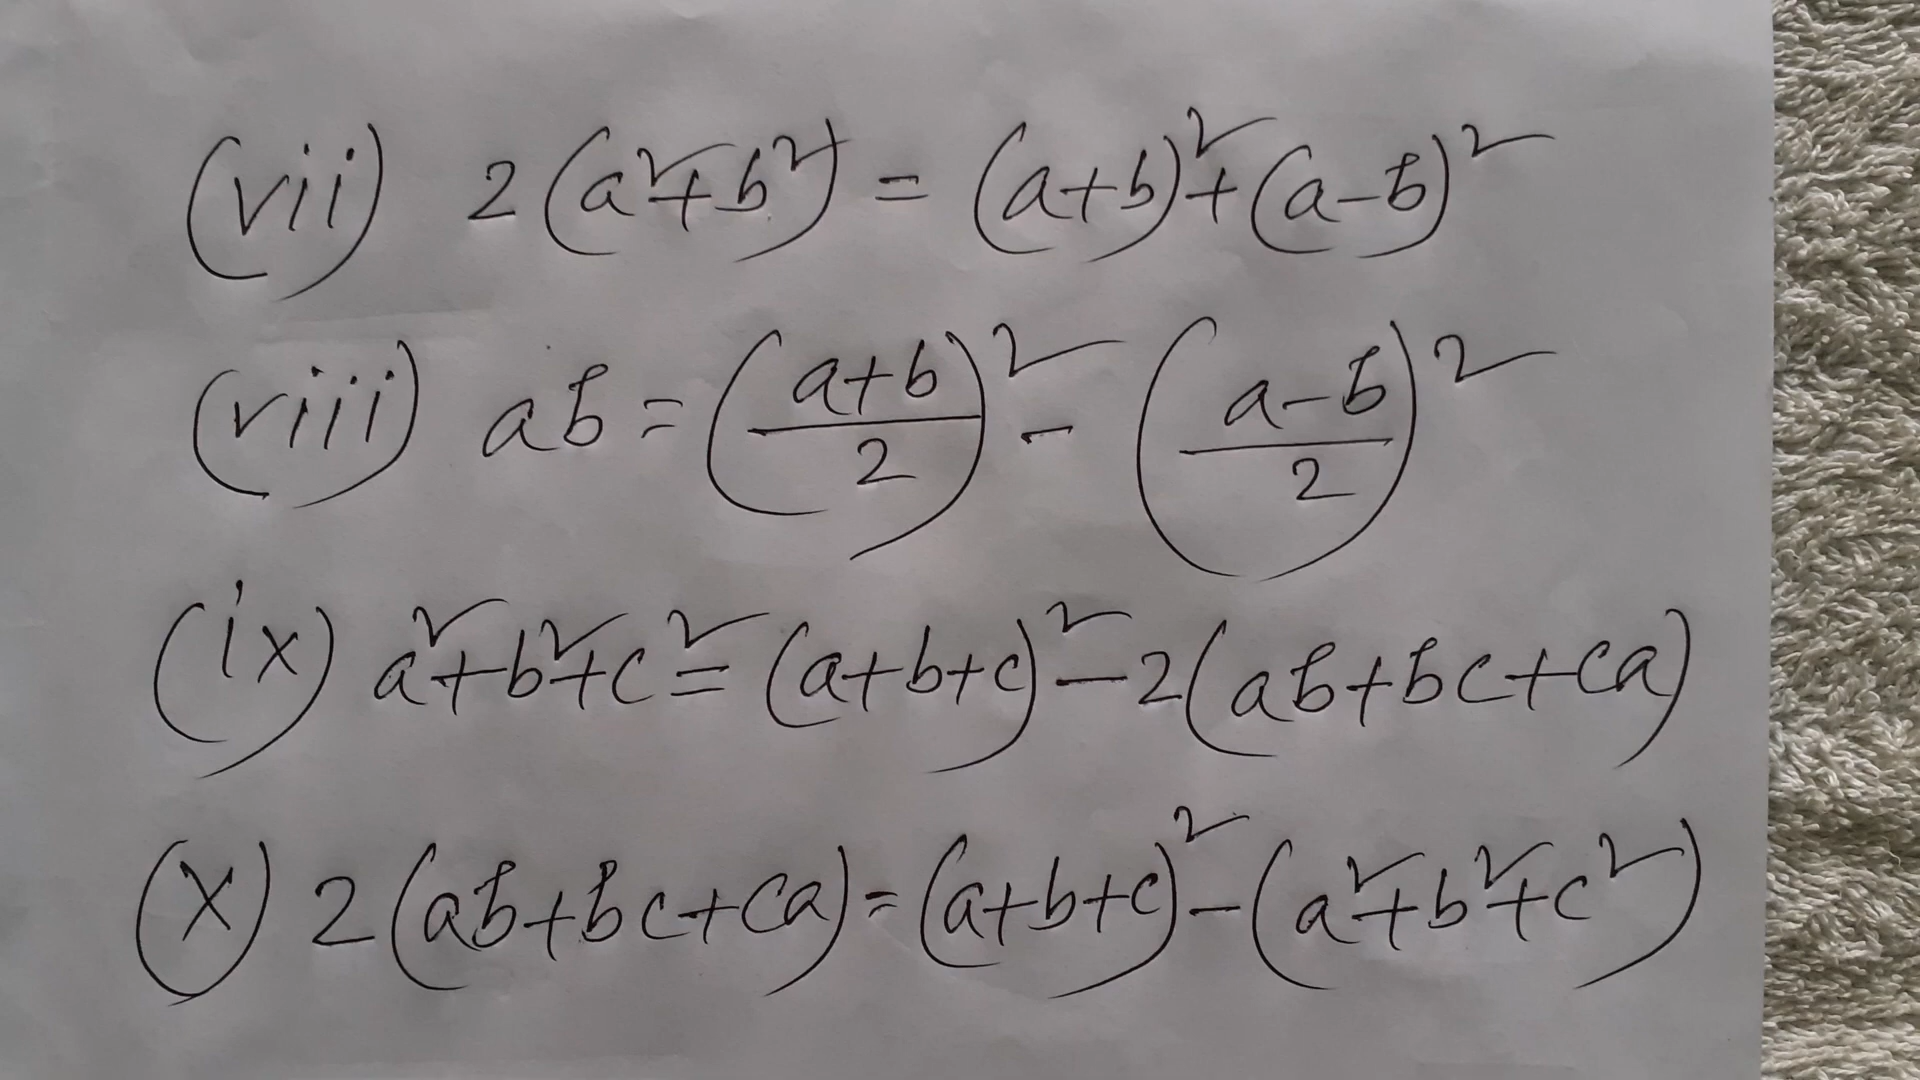 (vii) 2(a²+b²) = (a+b)²+(a-b)²
(viii) ab = ((a+b)/2)² - ((a-b)/2)²
(ix) a²+b²+c² = (a+b+c)²-2(ab+bc+ca)
(x) 2(ab+bc+ca) = (a+b+c)²-(a²+b²+c²)